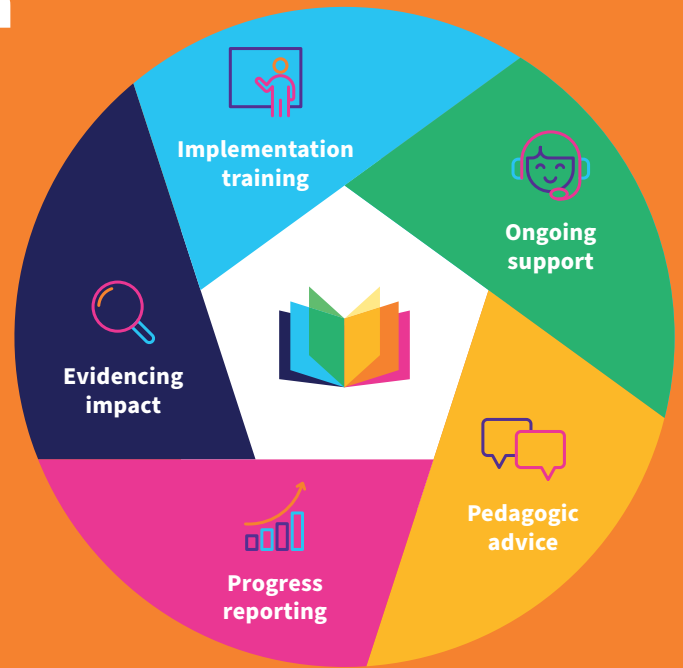 Implementation
training
Ongoing
support
Pedagogic
advice
Progress
reporting
Evidencing
impact